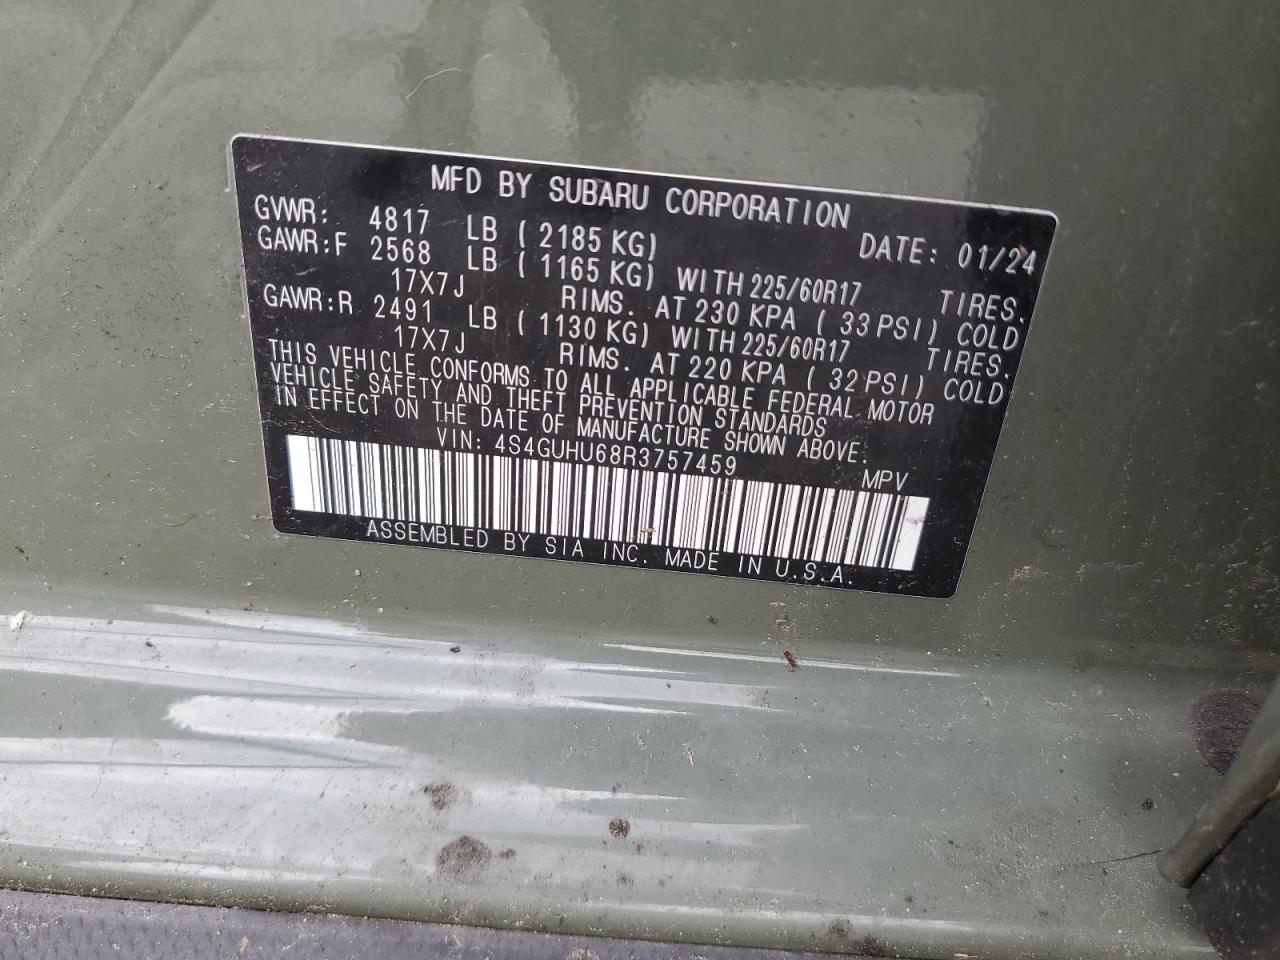 MFD BY SUBARU CORPORATION
GVWR: 4817 LB ( 2185 KG) DATE: 01/24
GAWR:F 2568 LB ( 1165 KG) WITH 225/60R17 TIRES.
17X7J RIMS. AT 230 KPA ( 33 PSI) COLD
GAWR:R 2491 LB ( 1130 KG) WITH 225/60R17 TIRES.
17X7J RIMS. AT 220 KPA ( 32 PSI) COLD
THIS VEHICLE CONFORMS TO ALL APPLICABLE FEDERAL MOTOR
VEHICLE SAFETY AND THEFT PREVENTION STANDARDS
IN EFFECT ON THE DATE OF MANUFACTURE SHOWN ABOVE.
VIN: 4S4GUHU68R3757459 MPV
ASSEMBLED BY SIA INC. MADE IN U.S.A.